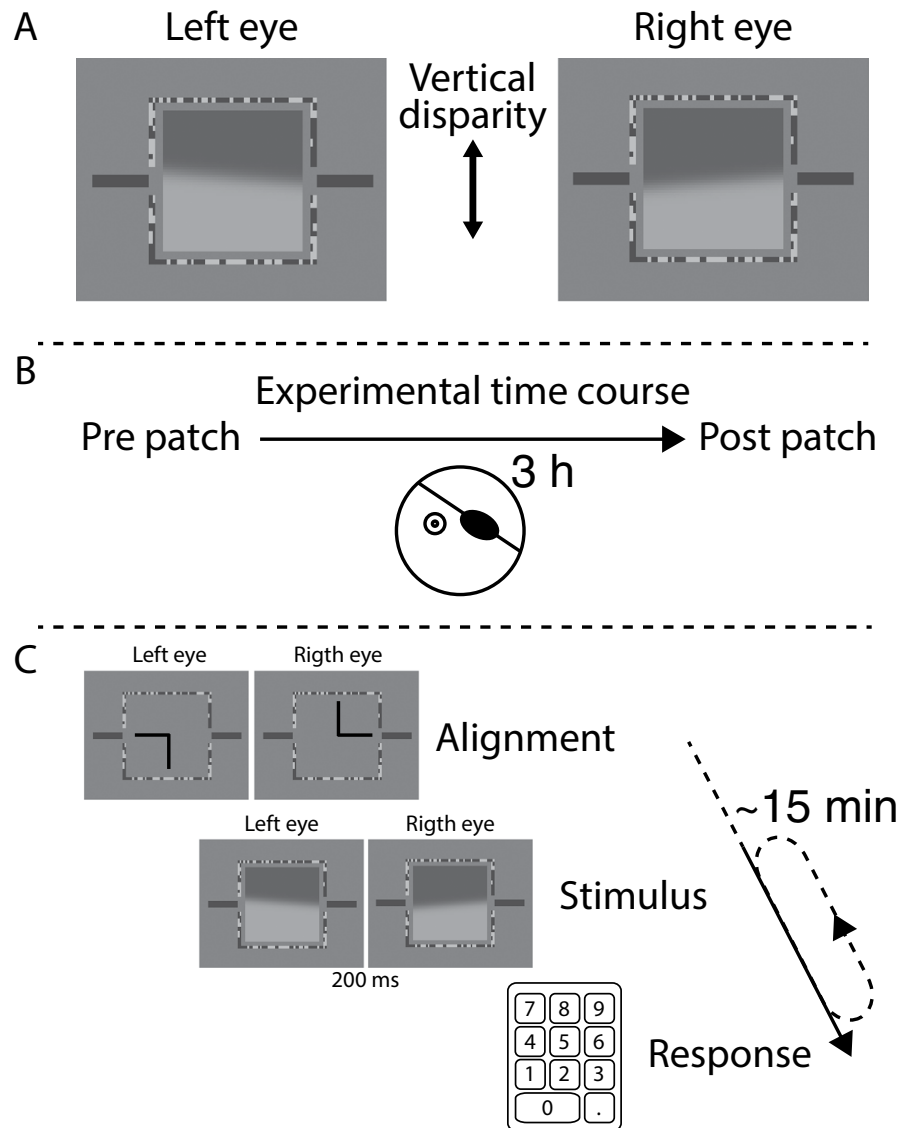 A
Left eye
Right eye
Vertical
disparity
B
Experimental time course
Pre patch
Post patch
3 h
C
Left eye
Rigth eye
Alignment
~15 min
Left eye
Rigth eye
Stimulus
200 ms
7 8 9
4 5 6
1 2 3
0 .
Response